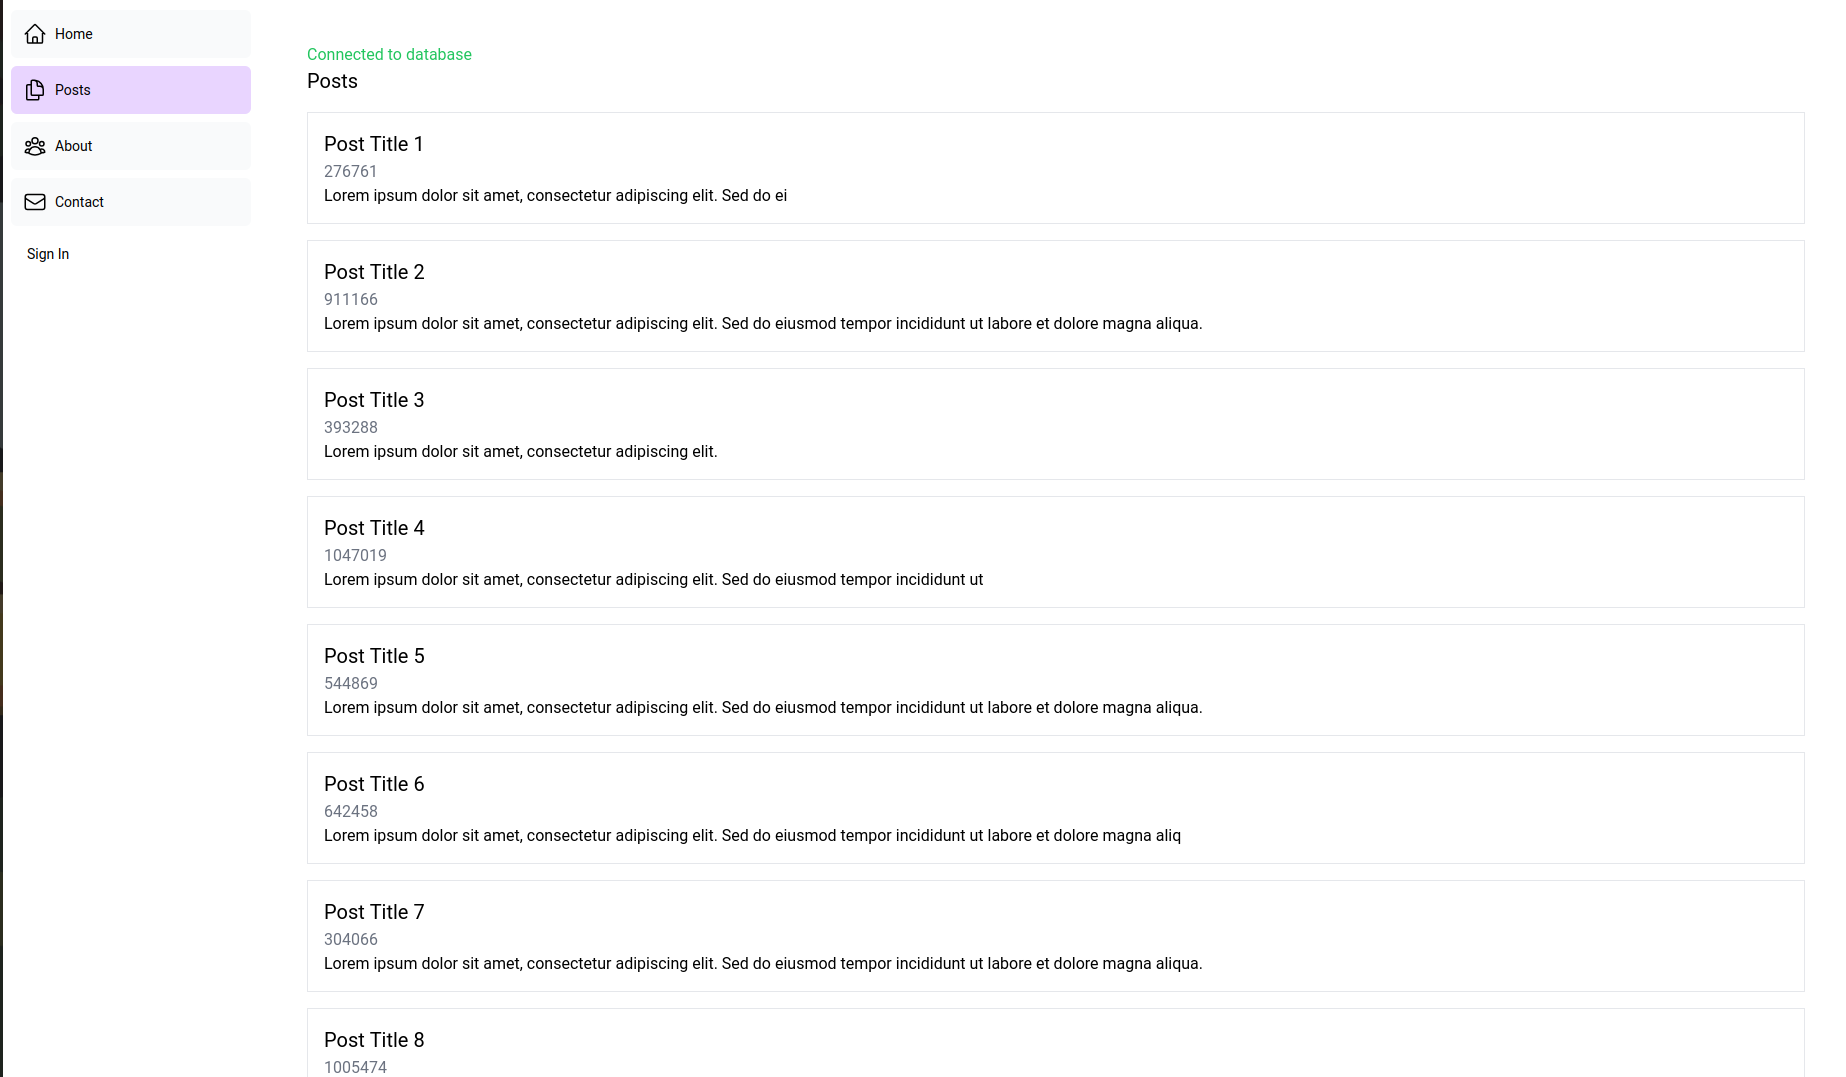 Home
Posts
About
Contact
Sign In
Connected to database
Posts
Post Title 1
276761
Lorem ipsum dolor sit amet, consectetur adipiscing elit. Sed do ei
Post Title 2
911166
Lorem ipsum dolor sit amet, consectetur adipiscing elit. Sed do eiusmod tempor incididunt ut labore et dolore magna aliqua.
Post Title 3
393288
Lorem ipsum dolor sit amet, consectetur adipiscing elit.
Post Title 4
1047019
Lorem ipsum dolor sit amet, consectetur adipiscing elit. Sed do eiusmod tempor incididunt ut
Post Title 5
544869
Lorem ipsum dolor sit amet, consectetur adipiscing elit. Sed do eiusmod tempor incididunt ut labore et dolore magna aliqua.
Post Title 6
642458
Lorem ipsum dolor sit amet, consectetur adipiscing elit. Sed do eiusmod tempor incididunt ut labore et dolore magna aliq
Post Title 7
304066
Lorem ipsum dolor sit amet, consectetur adipiscing elit. Sed do eiusmod tempor incididunt ut labore et dolore magna aliqua.
Post Title 8
1005474